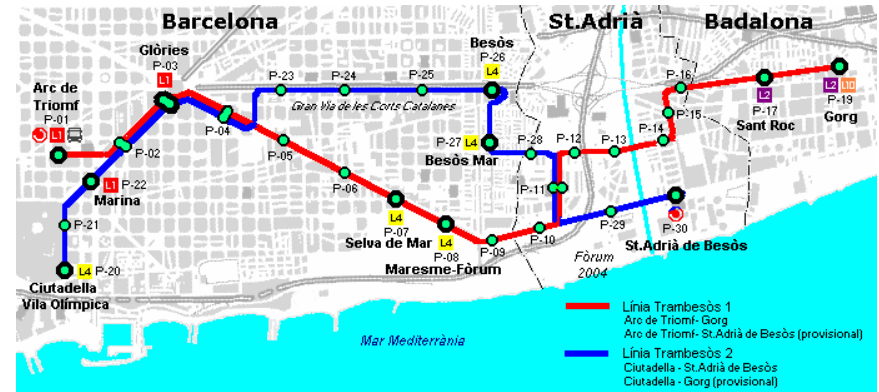 Barcelona
St.Adrià
Badalona
Glòries
P-03
L1
Besòs
P-26
L4
Arc de
Triomf
P-01
L1
P-23
P-24
P-25
Gran Via de les Corts Catalanes
P-16
L2
L10
P-19
Gorg
L2
P-17
Sant Roc
P-15
P-14
P-04
P-02
P-05
P-27
L4
Besòs Mar
P-28
P-12
P-13
P-06
L1
P-22
Marina
P-11
L4
P-07
Selva de Mar
P-21
L4
P-08
Maresme-Fòrum
P-09
P-10
P-29
P-30
St.Adrià de Besòs
L4
P-20
Ciutadella
Vila Olímpica
Fòrum
2004
Mar Mediterrània
Línia Trambesòs 1
Arc de Triomf- Gorg
Arc de Triomf- St.Adrià de Besòs (provisional)
Línia Trambesòs 2
Ciutadella - St.Adrià de Besòs
Ciutadella - Gorg (provisional)